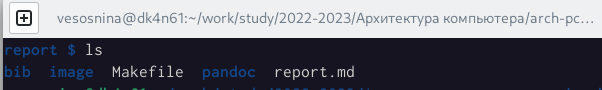 vesosnina@dk4n61:~/work/study/2022-2023/Архитектура компьютера/arch-pc…
report $ ls
bib image Makefile pandoc report.md